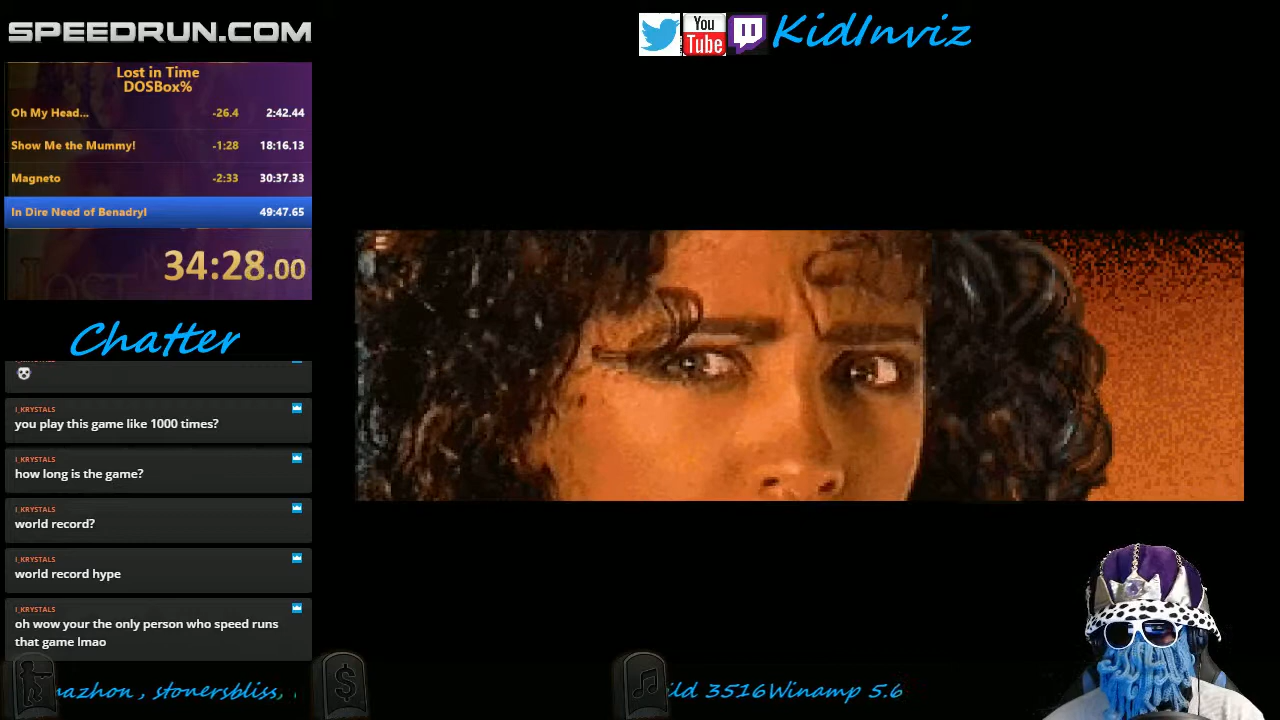 SPEEDRUN.COM
You
Tube
KidInviz
Lost in Time
DOSBox%
Oh My Head... -26.4 2:42.44
Show Me the Mummy! -1:28 18:16.13
Magneto -2:33 30:37.33
In Dire Need of Benadryl 49:47.65
34:28.00
Chatter
I_KRYSTALS
you play this game like 1000 times?
I_KRYSTALS
how long is the game?
I_KRYSTALS
world record?
I_KRYSTALS
world record hype
I_KRYSTALS
oh wow your the only person who speed runs
that game lmao
stonersbliss, $ 3516Winamp 5.6